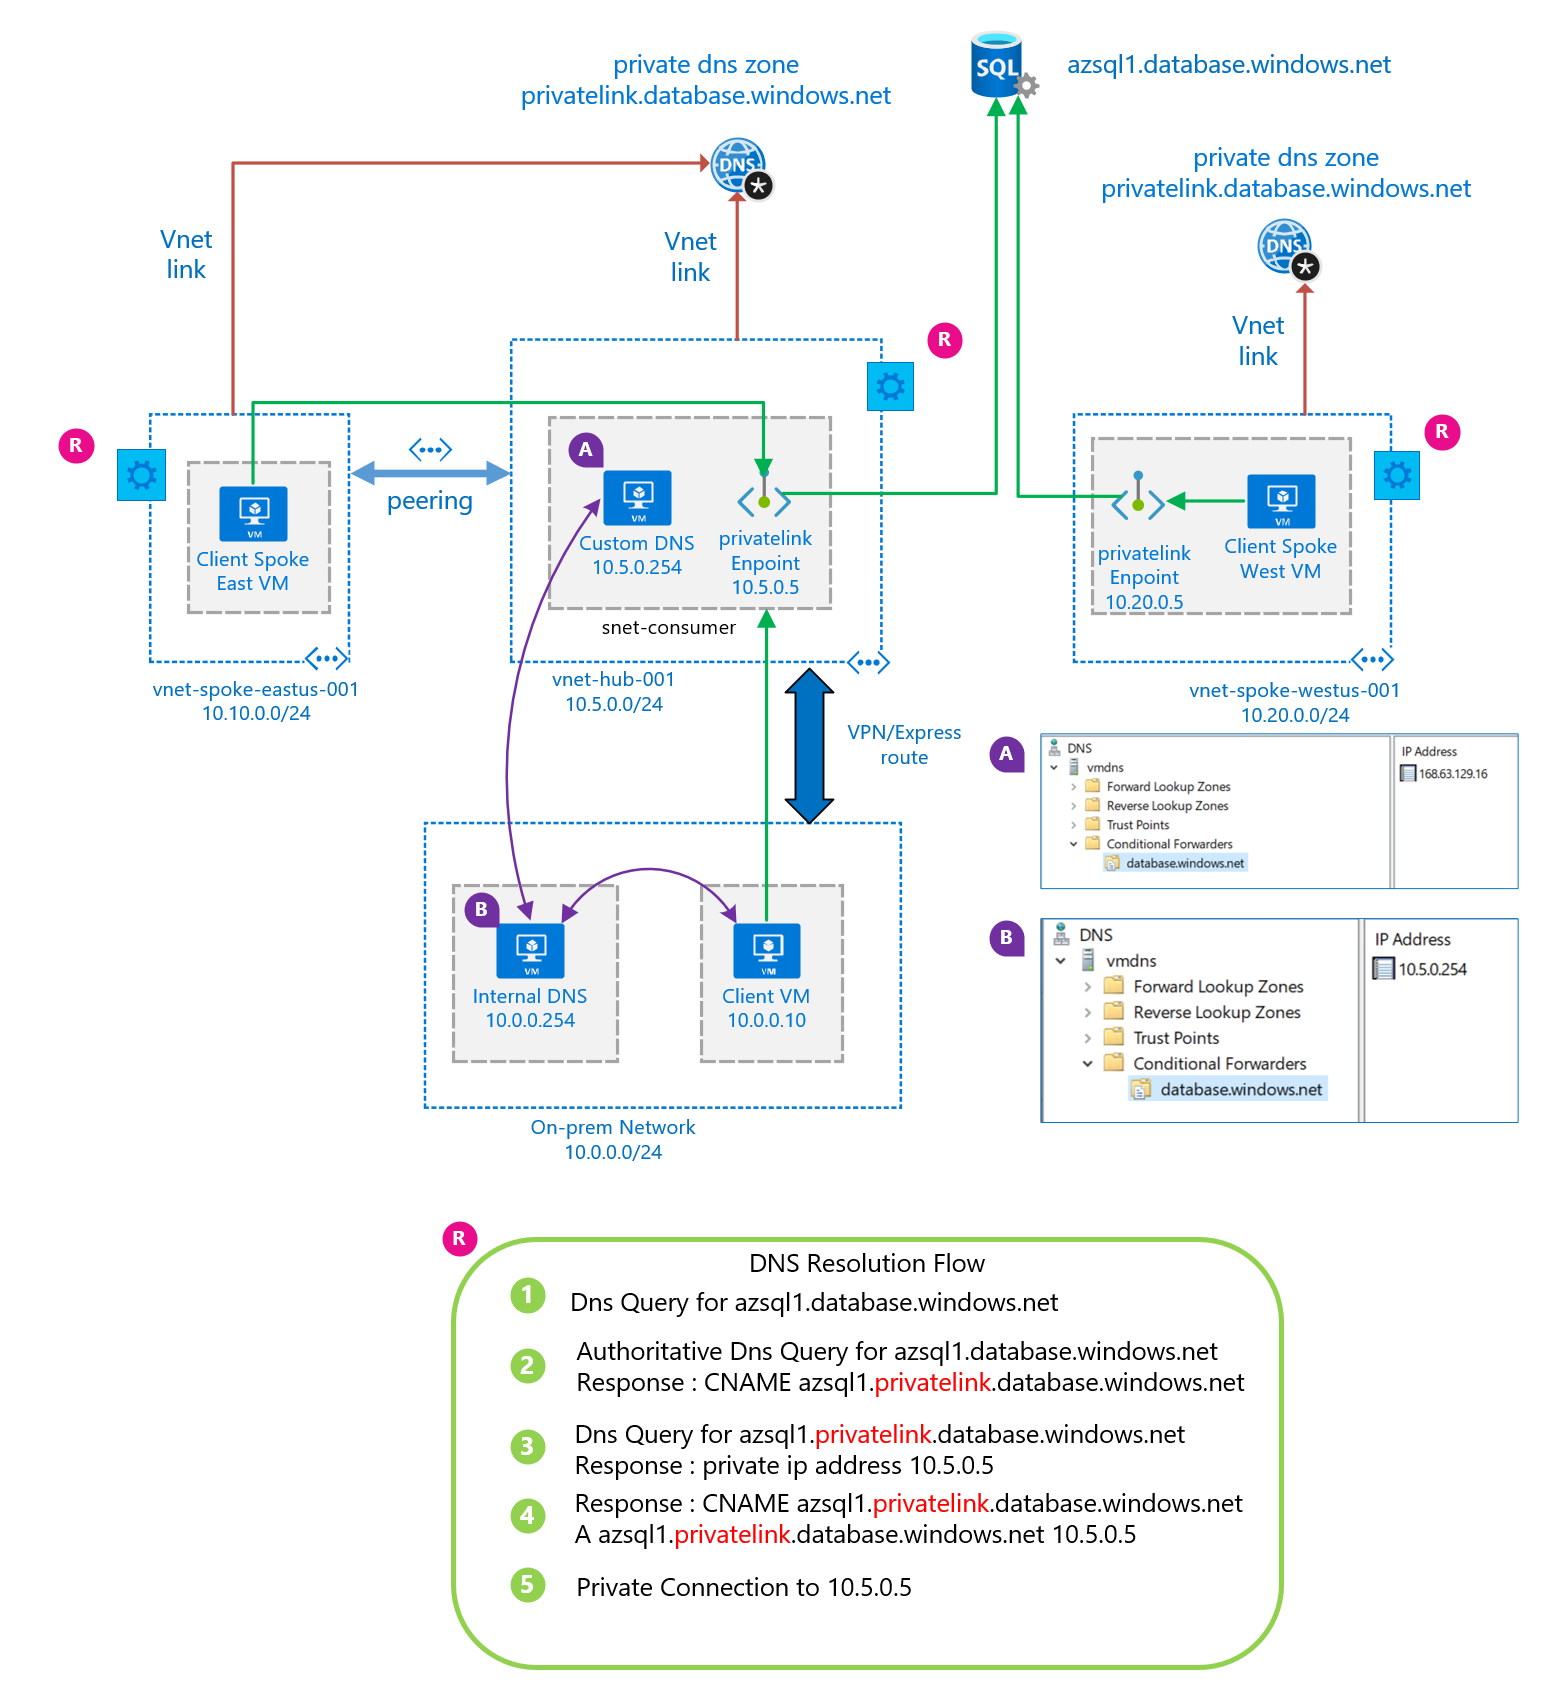 private dns zone
privatelink.database.windows.net
SQL
azsql1.database.windows.net
DNS
*
private dns zone
privatelink.database.windows.net
DNS
*
Vnet
link
Vnet
link
Vnet
link
R
R
R
peering
A
VM
Client Spoke
East VM
VM
Custom DNS
10.5.0.254
privatelink
Enpoint
10.5.0.5
snet-consumer
privatelink
Enpoint
10.20.0.5
VM
Client Spoke
West VM
vnet-spoke-eastus-001
10.10.0.0/24
vnet-hub-001
10.5.0.0/24
vnet-spoke-westus-001
10.20.0.0/24
VPN/Express
route
A
DNS
vmdns
Forward Lookup Zones
Reverse Lookup Zones
Trust Points
Conditional Forwarders
database.windows.net
IP Address
168.63.129.16
B
VM
Internal DNS
10.0.0.254
VM
Client VM
10.0.0.10
On-prem Network
10.0.0.0/24
B
DNS
vmdns
Forward Lookup Zones
Reverse Lookup Zones
Trust Points
Conditional Forwarders
database.windows.net
IP Address
10.5.0.254
R
DNS Resolution Flow
1 Dns Query for azsql1.database.windows.net
2 Authoritative Dns Query for azsql1.database.windows.net
Response : CNAME azsql1.privatelink.database.windows.net
3 Dns Query for azsql1.privatelink.database.windows.net
Response : private ip address 10.5.0.5
4 Response : CNAME azsql1.privatelink.database.windows.net
A azsql1.privatelink.database.windows.net 10.5.0.5
5 Private Connection to 10.5.0.5